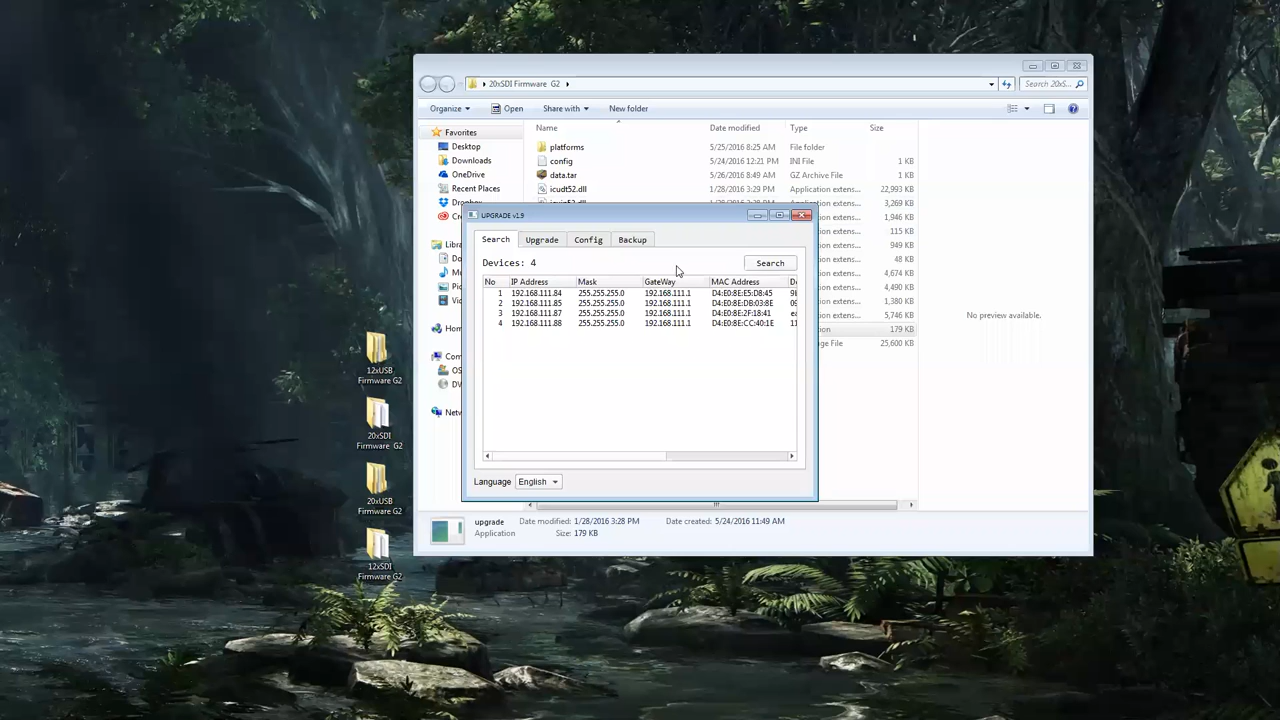 20xSDI Firmware G2
Search 20xS...
Organize
Open
Share with
New folder
Name
Date modified
Type
Size
Favorites
Desktop
Downloads
OneDrive
Recent Places
platforms
5/25/2016 8:25 AM
File folder
config
5/24/2016 12:21 PM
INI File
1 KB
data.tar
5/26/2016 8:49 AM
GZ Archive File
1 KB
icudt52.dll
1/28/2016 3:29 PM
Application extens...
22,993 KB
Application extens...
3,269 KB
1,946 KB
115 KB
949 KB
48 KB
4,674 KB
4,490 KB
1,380 KB
5,746 KB
179 KB
25,600 KB
UPGRADE v1.9
Search
Upgrade
Config
Backup
Devices: 4
Search
No
IP Address
Mask
GateWay
MAC Address
1 192.168.111.84 255.255.255.0 192.168.111.1 D4:E0:8E:E5:D8:45
2 192.168.111.85 255.255.255.0 192.168.111.1 D4:E0:8E:DB:03:8E
3 192.168.111.87 255.255.255.0 192.168.111.1 D4:E0:8E:2F:18:41
4 192.168.111.88 255.255.255.0 192.168.111.1 D4:E0:8E:CC:40:1E
Language
English
No preview available.
upgrade
Date modified: 1/28/2016 3:28 PM
Date created: 5/24/2016 11:49 AM
Application
Size: 179 KB
12xUSB
Firmware G2
20xSDI
Firmware G2
20xUSB
Firmware G2
12xSDI
Firmware G2